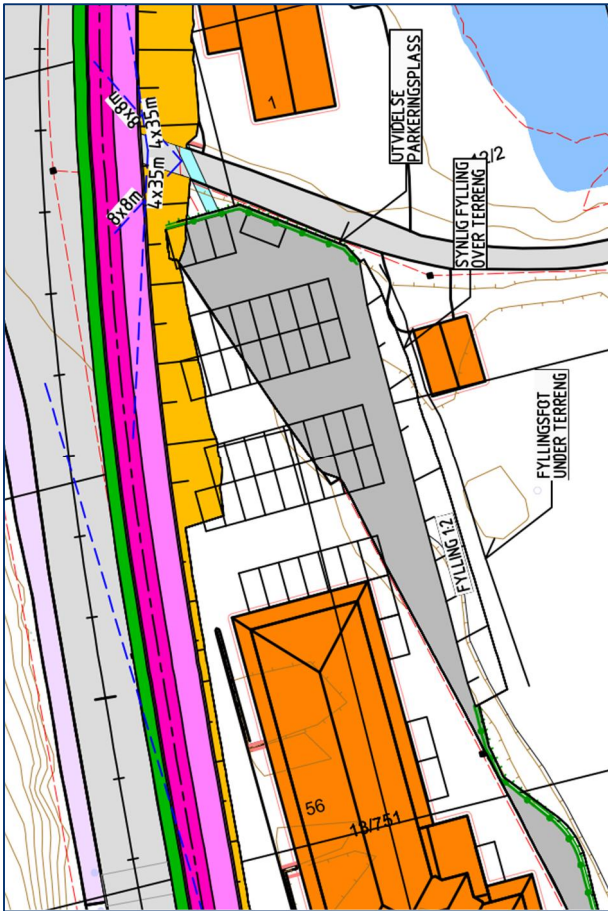 1
UTVIDELSE
PARKERINGSPLASS
8x8m
4x35m
4x35m
8x8m
SYNLIG FYLLING
OVER TERRENG
FYLLINGSFOT
UNDER TERRENG
FYLLING 1:2
56
18/751